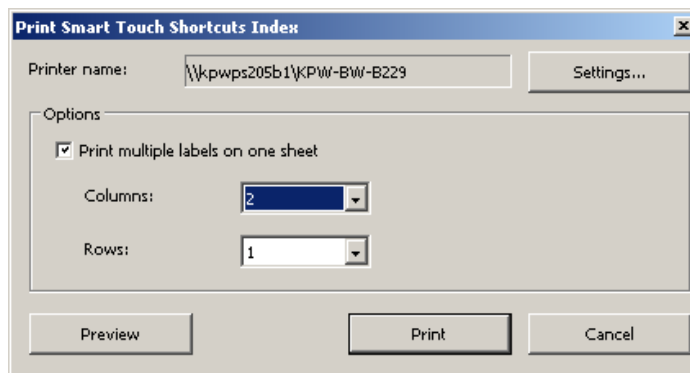 Print Smart Touch Shortcuts Index
Printer name: \\kpwps205b1\KPW-BW-B229 Settings...
Options
Print multiple labels on one sheet
Columns: 2
Rows: 1
Preview Print Cancel